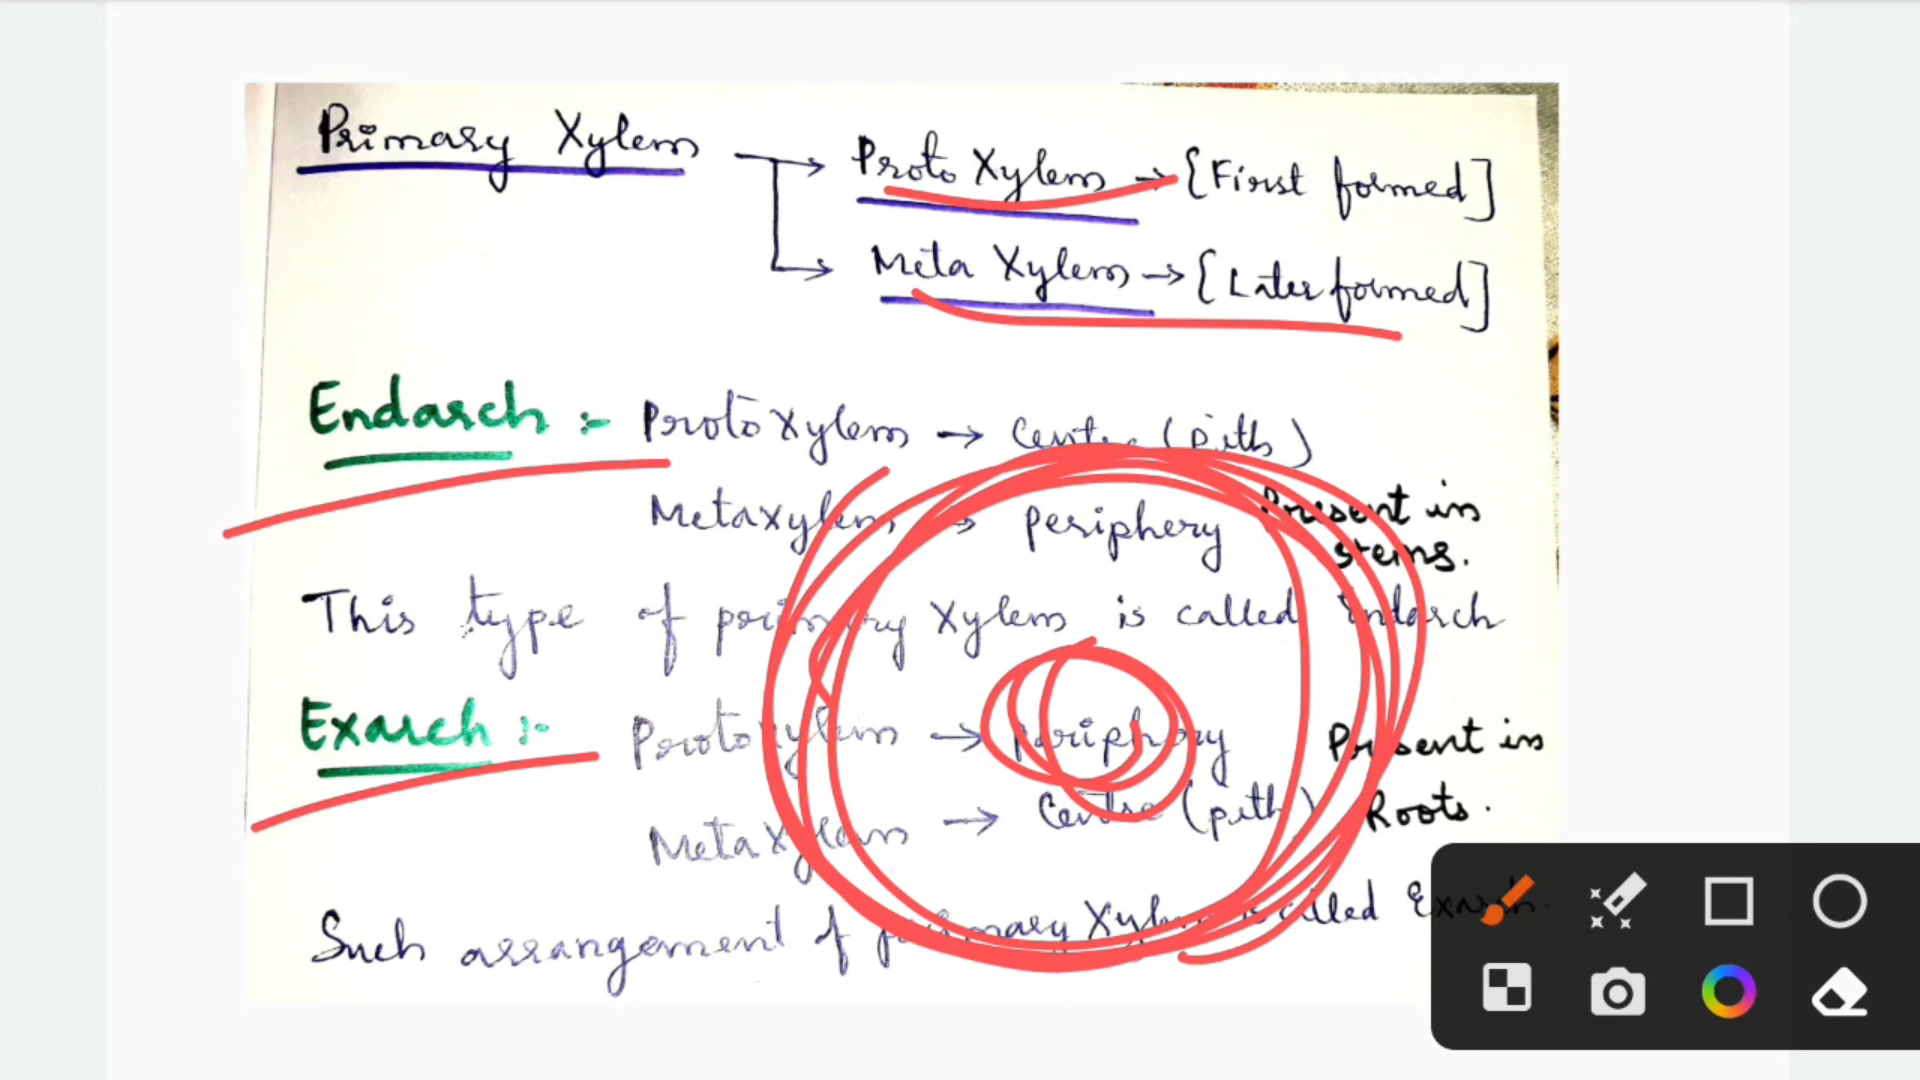 Primary Xylem → Proto Xylem → {First formed]
→ Meta Xylem → {Later formed]
Endarch :- Proto Xylem → Centre (pith)
Metaxylem → periphery Present in
stems.
This type of primary Xylem is called Endarch
Exarch :- Protoxylem → periphery Present in
Meta Xylem → Centre (pith) Roots.
Such arrangement of primary Xylem is called Exarch.